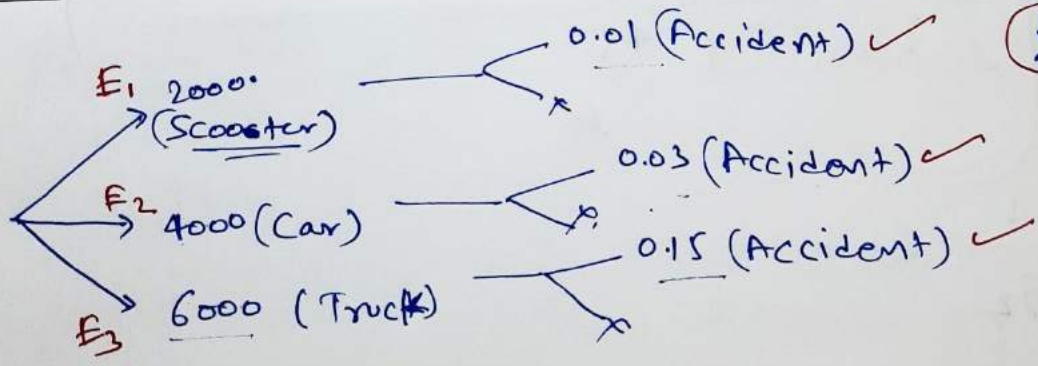 0.01 (Accident) ✓
E1 2000
(Scooster)
x
0.03 (Accident) ✓
E2 4000 (Car)
x
0.15 (Accident) ✓
E3 6000 (Truck)
x